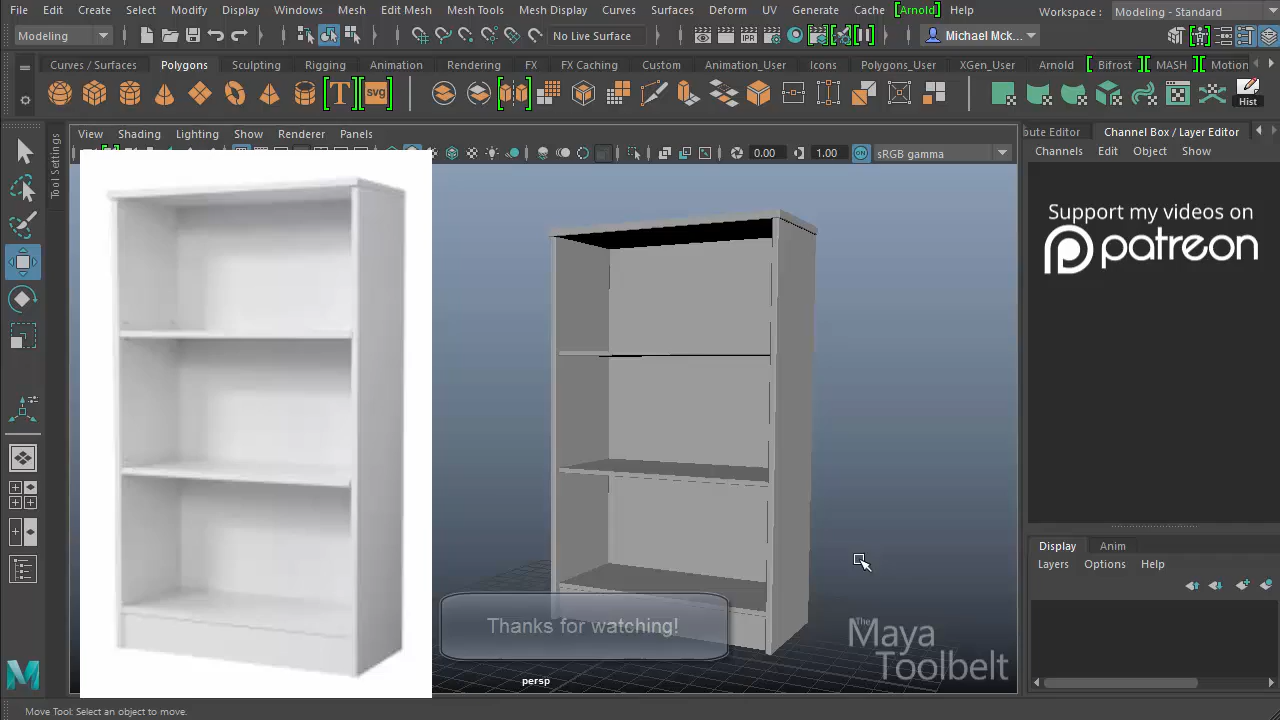 File Edit Create Select Modify Display Windows Mesh Edit Mesh Mesh Tools Mesh Display Curves Surfaces Deform UV Generate Cache [Arnold] Help Workspace : Modeling - Standard
Modeling No Live Surface Michael Mck...
Curves / Surfaces Polygons Sculpting Rigging Animation Rendering FX FX Caching Custom Animation_User Icons Polygons_User XGen_User Arnold Bifrost MASH Motion
T svg Hist
View Shading Lighting Show Renderer Panels
0.00 1.00 ON sRGB gamma
Tool Settings
bute Editor Channel Box / Layer Editor
Channels Edit Object Show
Support my videos on
patreon
Display Anim
Layers Options Help
Thanks for watching!
The Maya
Toolbelt
persp
Move Tool: Select an object to move.